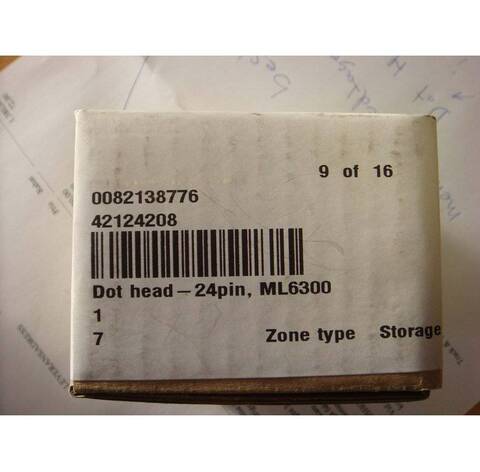 9 of 16
0082138776
42124208
Dot head-24pin, ML6300
1
7 Zone type Storage